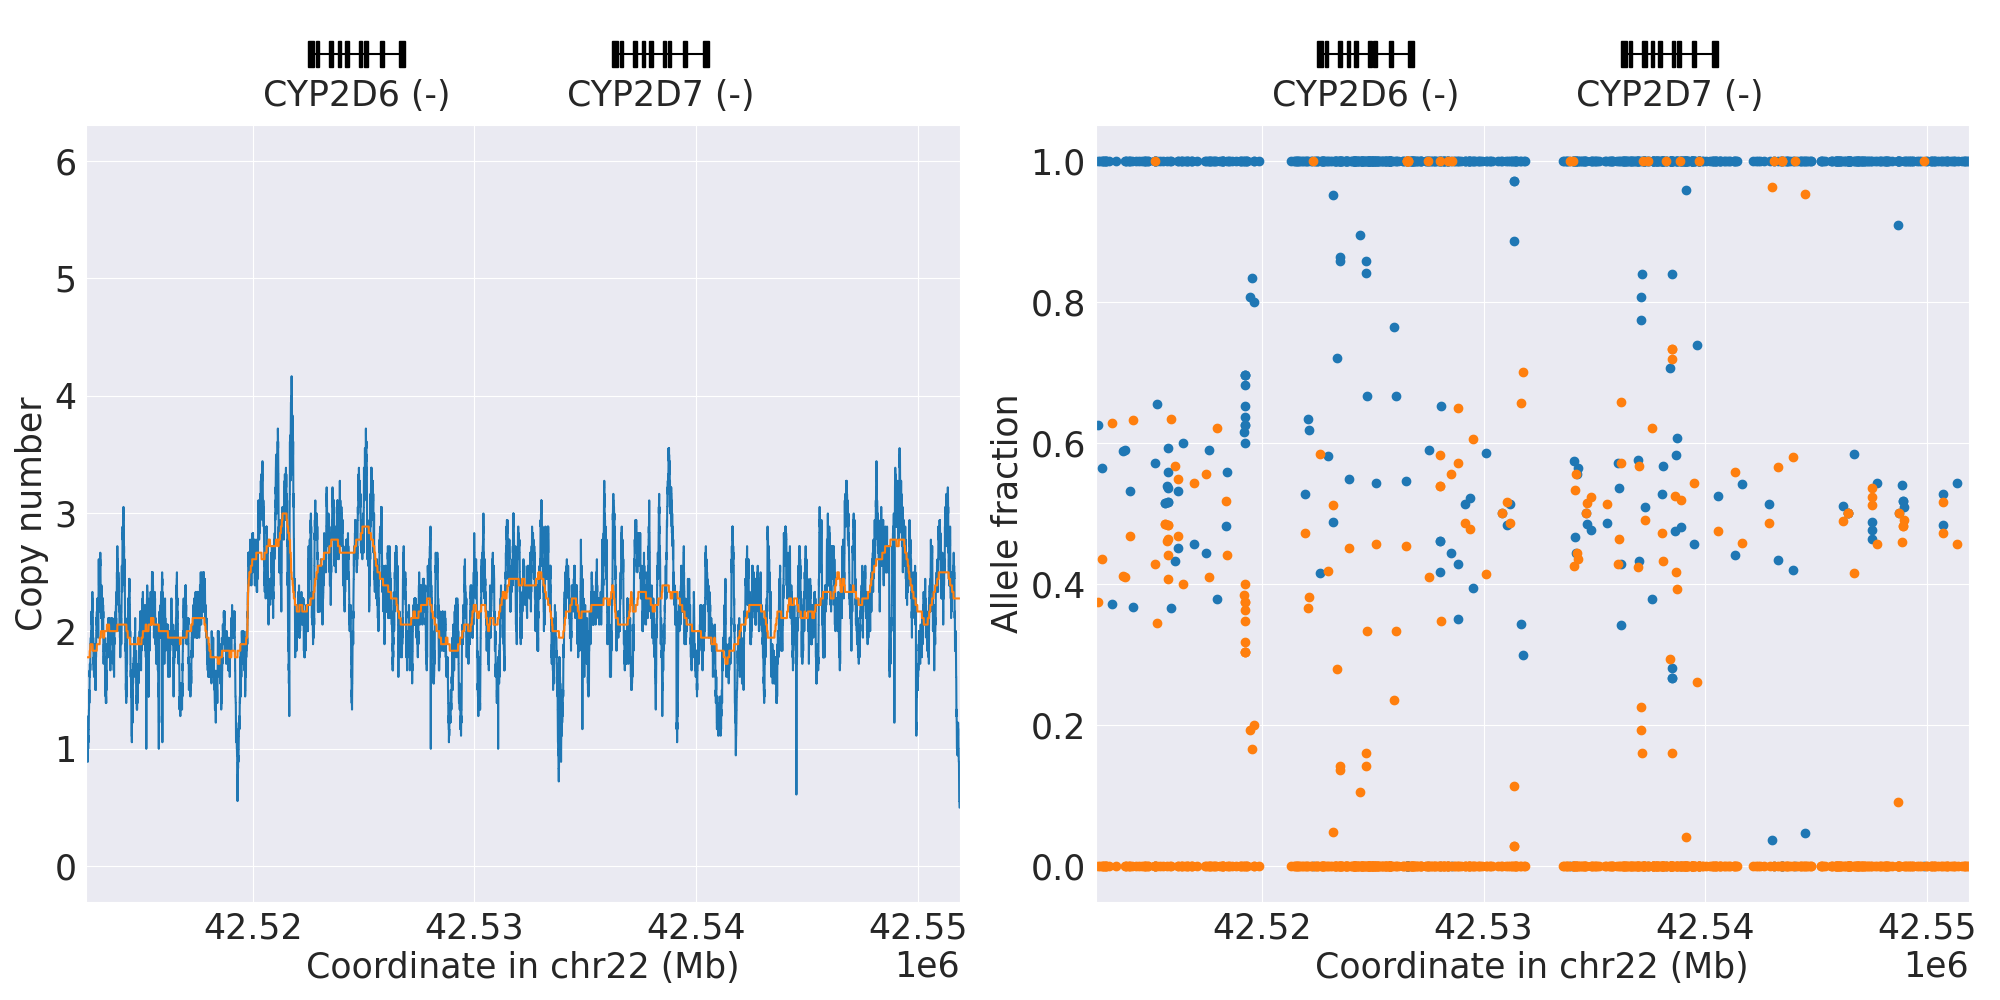 CYP2D6 (-)
CYP2D7 (-)
6
5
4
3
2
1
0
Copy number
42.52
42.53
42.54
42.55
Coordinate in chr22 (Mb)
1e6
CYP2D6 (-)
CYP2D7 (-)
1.0
0.8
0.6
0.4
0.2
0.0
Allele fraction
42.52
42.53
42.54
42.55
Coordinate in chr22 (Mb)
1e6